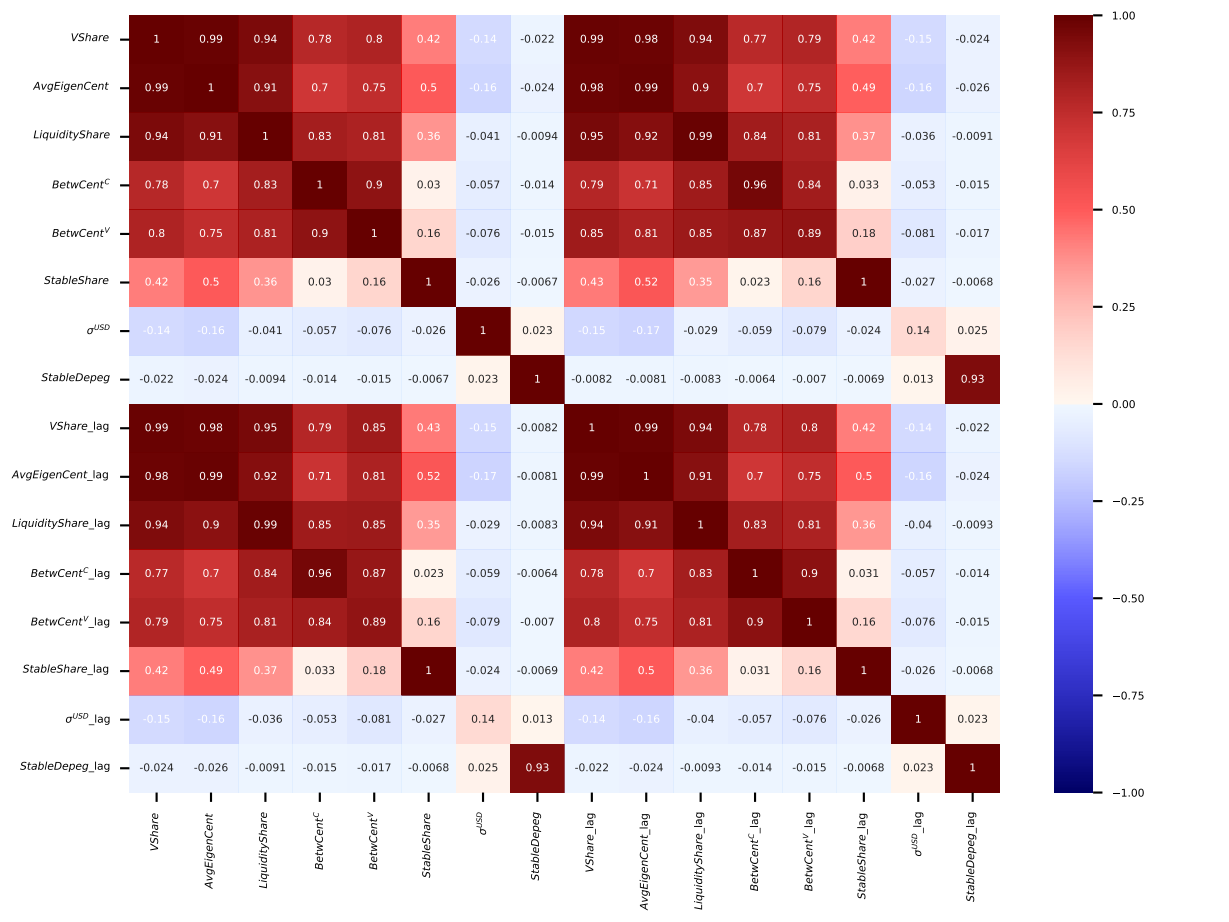 VShare 1 0.99 0.94 0.78 0.8 0.42 -0.14 -0.022 0.99 0.98 0.94 0.77 0.79 0.42 -0.15 -0.024
AvgEigenCent 0.99 1 0.91 0.7 0.75 0.5 -0.16 -0.024 0.98 0.99 0.9 0.7 0.75 0.49 -0.16 -0.026
LiquidityShare 0.94 0.91 1 0.83 0.81 0.36 -0.041 -0.0094 0.95 0.92 0.99 0.84 0.81 0.37 -0.036 -0.0091
BetwCent^C 0.78 0.7 0.83 1 0.9 0.03 -0.057 -0.014 0.79 0.71 0.85 0.96 0.84 0.033 -0.053 -0.015
BetwCent^V 0.8 0.75 0.81 0.9 1 0.16 -0.076 -0.015 0.85 0.81 0.85 0.87 0.89 0.18 -0.081 -0.017
StableShare 0.42 0.5 0.36 0.03 0.16 1 -0.026 -0.0067 0.43 0.52 0.35 0.023 0.16 1 -0.027 -0.0068
σ^USD -0.14 -0.16 -0.041 -0.057 -0.076 -0.026 1 0.023 -0.15 -0.17 -0.029 -0.059 -0.079 -0.024 0.14 0.025
StableDepeg -0.022 -0.024 -0.0094 -0.014 -0.015 -0.0067 0.023 1 -0.0082 -0.0081 -0.0083 -0.0064 -0.007 -0.0069 0.013 0.93
VShare_lag 0.99 0.98 0.95 0.79 0.85 0.43 -0.15 -0.0082 1 0.99 0.94 0.78 0.8 0.42 -0.14 -0.022
AvgEigenCent_lag 0.98 0.99 0.92 0.71 0.81 0.52 -0.17 -0.0081 0.99 1 0.91 0.7 0.75 0.5 -0.16 -0.024
LiquidityShare_lag 0.94 0.9 0.99 0.85 0.85 0.35 -0.029 -0.0083 0.94 0.91 1 0.83 0.81 0.36 -0.04 -0.0093
BetwCent^C_lag 0.77 0.7 0.84 0.96 0.87 0.023 -0.059 -0.0064 0.78 0.7 0.83 1 0.9 0.031 -0.057 -0.014
BetwCent^V_lag 0.79 0.75 0.81 0.84 0.89 0.16 -0.079 -0.007 0.8 0.75 0.81 0.9 1 0.16 -0.076 -0.015
StableShare_lag 0.42 0.49 0.37 0.033 0.18 1 -0.024 -0.0069 0.42 0.5 0.36 0.031 0.16 1 -0.026 -0.0068
σ^USD_lag -0.15 -0.16 -0.036 -0.053 -0.081 -0.027 0.14 0.013 -0.14 -0.16 -0.04 -0.057 -0.076 -0.026 1 0.023
StableDepeg_lag -0.024 -0.026 -0.0091 -0.015 -0.017 -0.0068 0.025 0.93 -0.022 -0.024 -0.0093 -0.014 -0.015 -0.0068 0.023 1
VShare
AvgEigenCent
LiquidityShare
BetwCent^C
BetwCent^V
StableShare
σ^USD
StableDepeg
VShare_lag
AvgEigenCent_lag
LiquidityShare_lag
BetwCent^C_lag
BetwCent^V_lag
StableShare_lag
σ^USD_lag
StableDepeg_lag
1.00
0.75
0.50
0.25
0.00
−0.25
−0.50
−0.75
−1.00